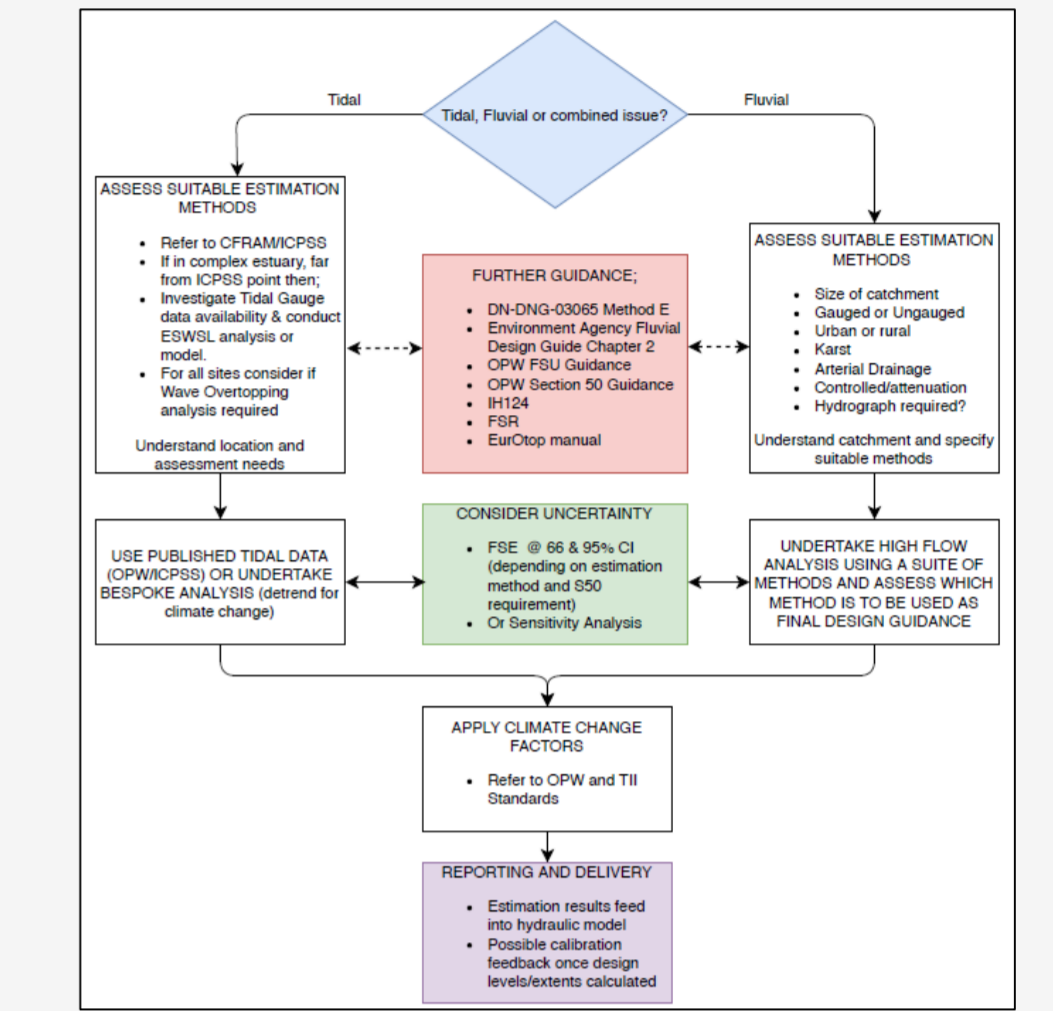 Tidal
Fluvial
Tidal, Fluvial or combined issue?
ASSESS SUITABLE ESTIMATION
METHODS
• Refer to CFRAM/ICPSS
• If in complex estuary, far
from ICPSS point then;
• Investigate Tidal Gauge
data availability & conduct
ESWSL analysis or
model.
• For all sites consider if
Wave Overtopping
analysis required
Understand location and
assessment needs
FURTHER GUIDANCE;
• DN-DNG-03065 Method E
• Environment Agency Fluvial
Design Guide Chapter 2
• OPW FSU Guidance
• OPW Section 50 Guidance
• IH124
• FSR
• EurOtop manual
ASSESS SUITABLE ESTIMATION
METHODS
• Size of catchment
• Gauged or Ungauged
• Urban or rural
• Karst
• Arterial Drainage
• Controlled/attenuation
• Hydrograph required?
Understand catchment and specify
suitable methods
USE PUBLISHED TIDAL DATA
(OPW/ICPSS) OR UNDERTAKE
BESPOKE ANALYSIS (detrend for
climate change)
CONSIDER UNCERTAINTY
• FSE @ 66 & 95% CI
(depending on estimation
method and S50
requirement)
• Or Sensitivity Analysis
UNDERTAKE HIGH FLOW
ANALYSIS USING A SUITE OF
METHODS AND ASSESS WHICH
METHOD IS TO BE USED AS
FINAL DESIGN GUIDANCE
APPLY CLIMATE CHANGE
FACTORS
• Refer to OPW and TII
Standards
REPORTING AND DELIVERY
• Estimation results feed
into hydraulic model
• Possible calibration
feedback once design
levels/extents calculated